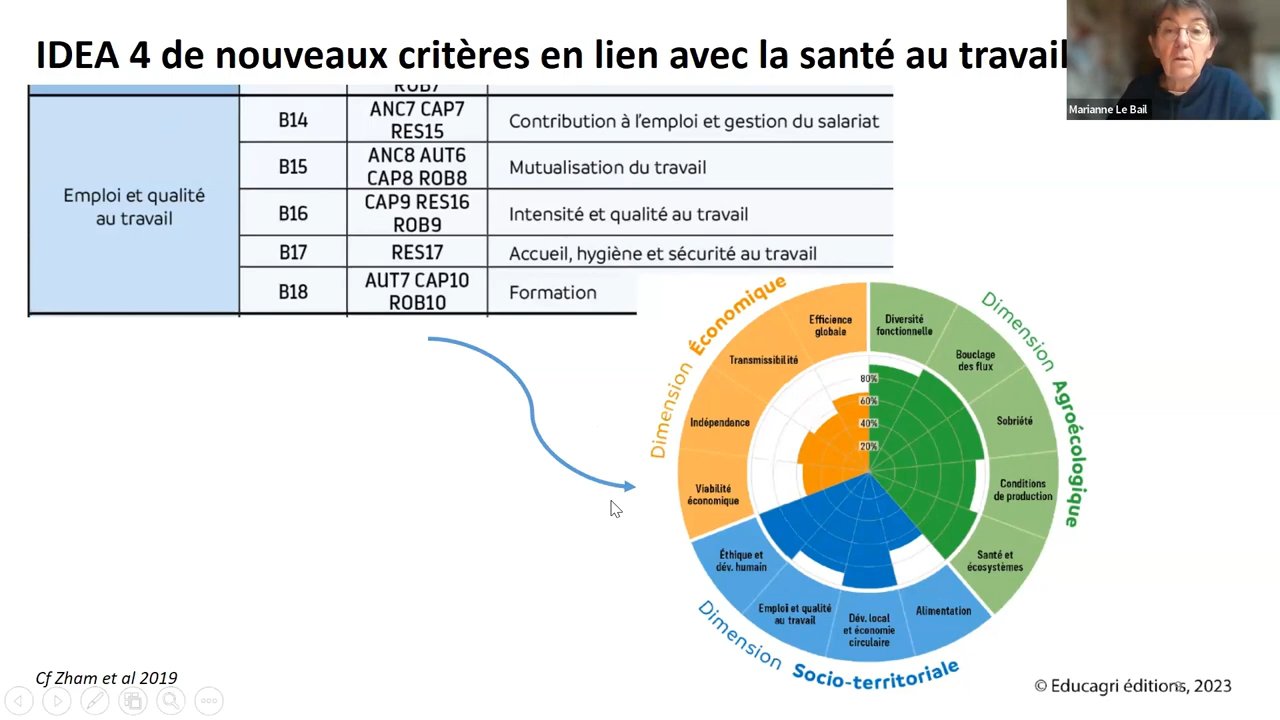 IDEA 4 de nouveaux critères en lien avec la santé au travail
Marianne Le Bail
ROB7
Emploi et qualité
au travail
B14
ANC7 CAP7
RES15
Contribution à l'emploi et gestion du salariat
B15
ANC8 AUT6
CAP8 ROB8
Mutualisation du travail
B16
CAP9 RES16
ROB9
Intensité et qualité au travail
B17
RES17
Accueil, hygiène et sécurité au travail
B18
AUT7 CAP10
ROB10
Formation
Dimension Économique
Efficience
globale
Transmissibilité
Indépendance
Viabilité
économique
Dimension Agroécologique
Diversité
fonctionnelle
Bouclage
des flux
Sobriété
Conditions
de production
Santé et
écosystèmes
80%
60%
40%
20%
Éthique et
dév. humain
Emploi et qualité
au travail
Dév. local
et économie
circulaire
Alimentation
Dimension Socio-territoriale
Cf Zham et al 2019
© Educagri éditions, 2023